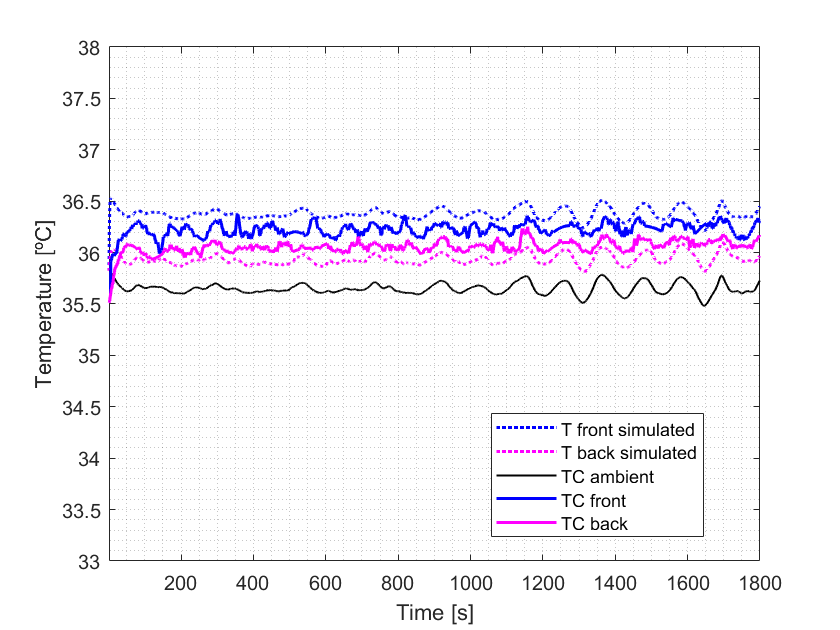 38
37.5
37
36.5
36
35.5
35
34.5
34
33.5
33
Temperature [ºC]
T front simulated
T back simulated
TC ambient
TC front
TC back
200 400 600 800 1000 1200 1400 1600 1800
Time [s]